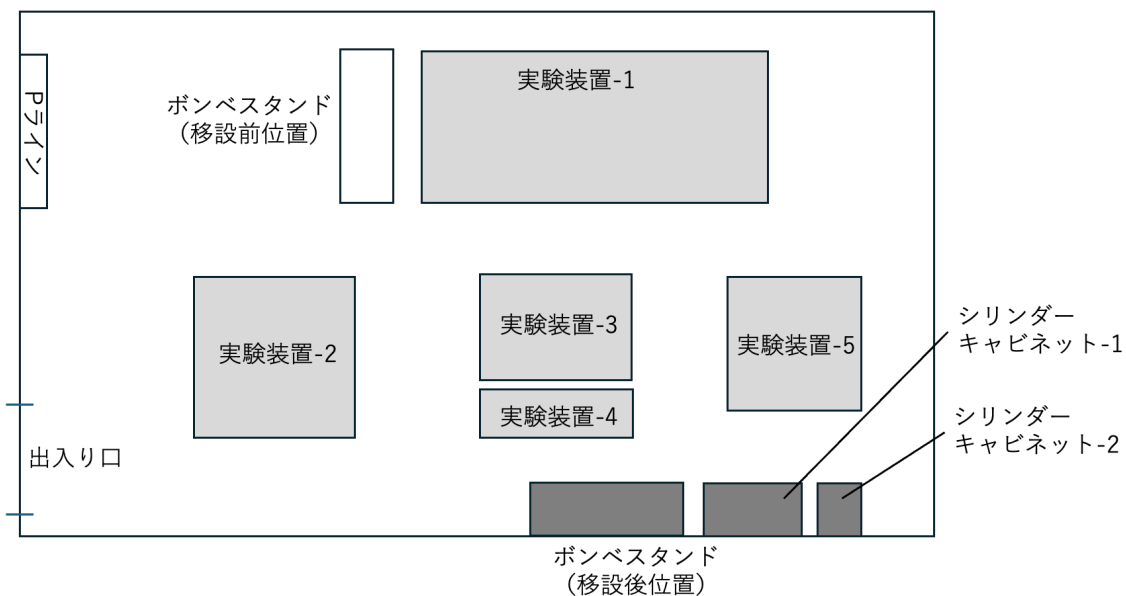 実験装置-1
ボンベスタンド
（移設前位置）
Pライン
実験装置-2
実験装置-3
実験装置-4
実験装置-5
シリンダー
キャビネット-1
シリンダー
キャビネット-2
出入り口
ボンベスタンド
（移設後位置）